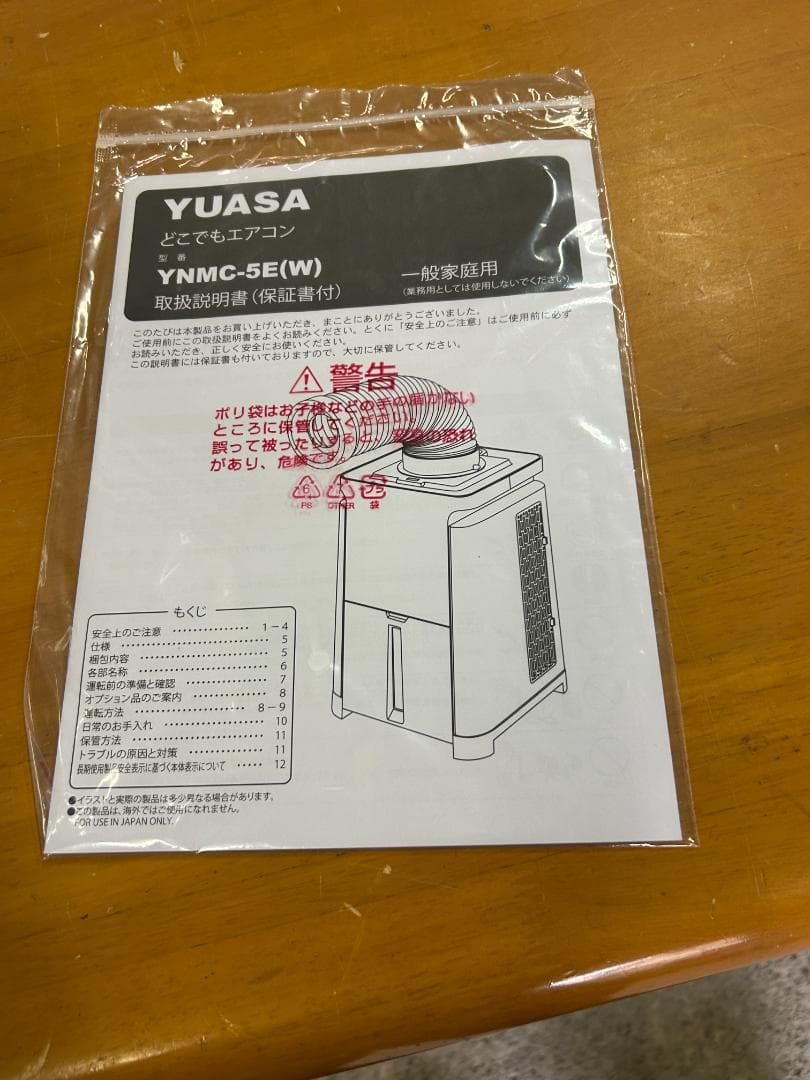 YUASA
どこでもエアコン
型番
YNMC-5E(W)
一般家庭用
取扱説明書(保証書付)
(業務用としては使用しないでください)
このたびは本製品をお買い上げいただき、まことにありがとうございました。
ご使用前にこの取扱説明書をよくお読みください。とくに「安全上のご注意」はご使用前に必ず
お読みいただき、正しく安全にお使いください。
この説明書には保証書も付いておりますので、大切に保管してください。
警告
ポリ袋はお子様などの手の届かない
ところに保管してください。
誤って被ったりすると、窒息の恐れ
があり、危険です。
6 7 プラ
PS OTHER 袋
もくじ
安全上のご注意 ・・・・・・・・・・・・・・ 1-4
仕様 ・・・・・・・・・・・・・・・・・・・・ 5
梱包内容 ・・・・・・・・・・・・・・・・・・ 5
各部名称 ・・・・・・・・・・・・・・・・・・ 6
運転前の準備と確認 ・・・・・・・・・・・・ 7
オプション品のご案内 ・・・・・・・・・・・ 8
運転方法 ・・・・・・・・・・・・・・・・ 8-9
日常のお手入れ ・・・・・・・・・・・・・・ 10
保管方法 ・・・・・・・・・・・・・・・・・・ 11
トラブルの原因と対策 ・・・・・・・・・・・ 11
長期使用製品安全表示に基づく本体表示について ・・・・・ 12
●イラストと実際の製品は多少異なる場合があります。
●この製品は、海外ではご使用になれません。
FOR USE IN JAPAN ONLY.